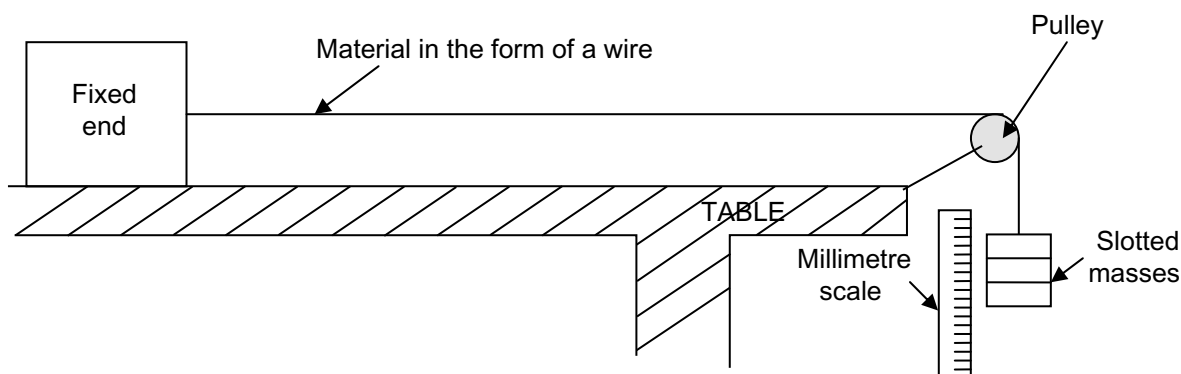 Pulley
Material in the form of a wire
Fixed
end
TABLE
Millimetre
scale
Slotted
masses